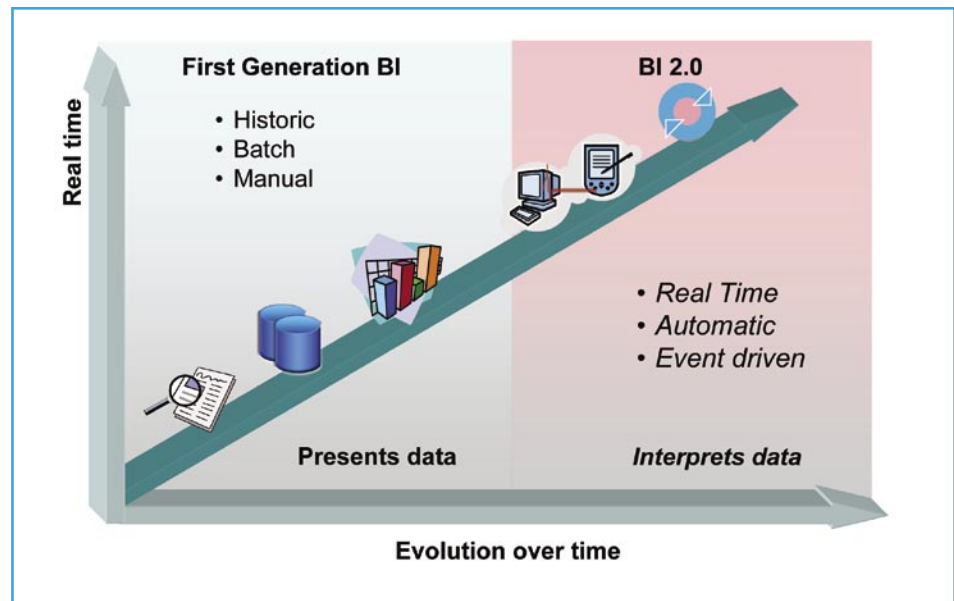 First Generation BI
• Historic
• Batch
• Manual
BI 2.0
Real time
• Real Time
• Automatic
• Event driven
Presents data
Interprets data
Evolution over time